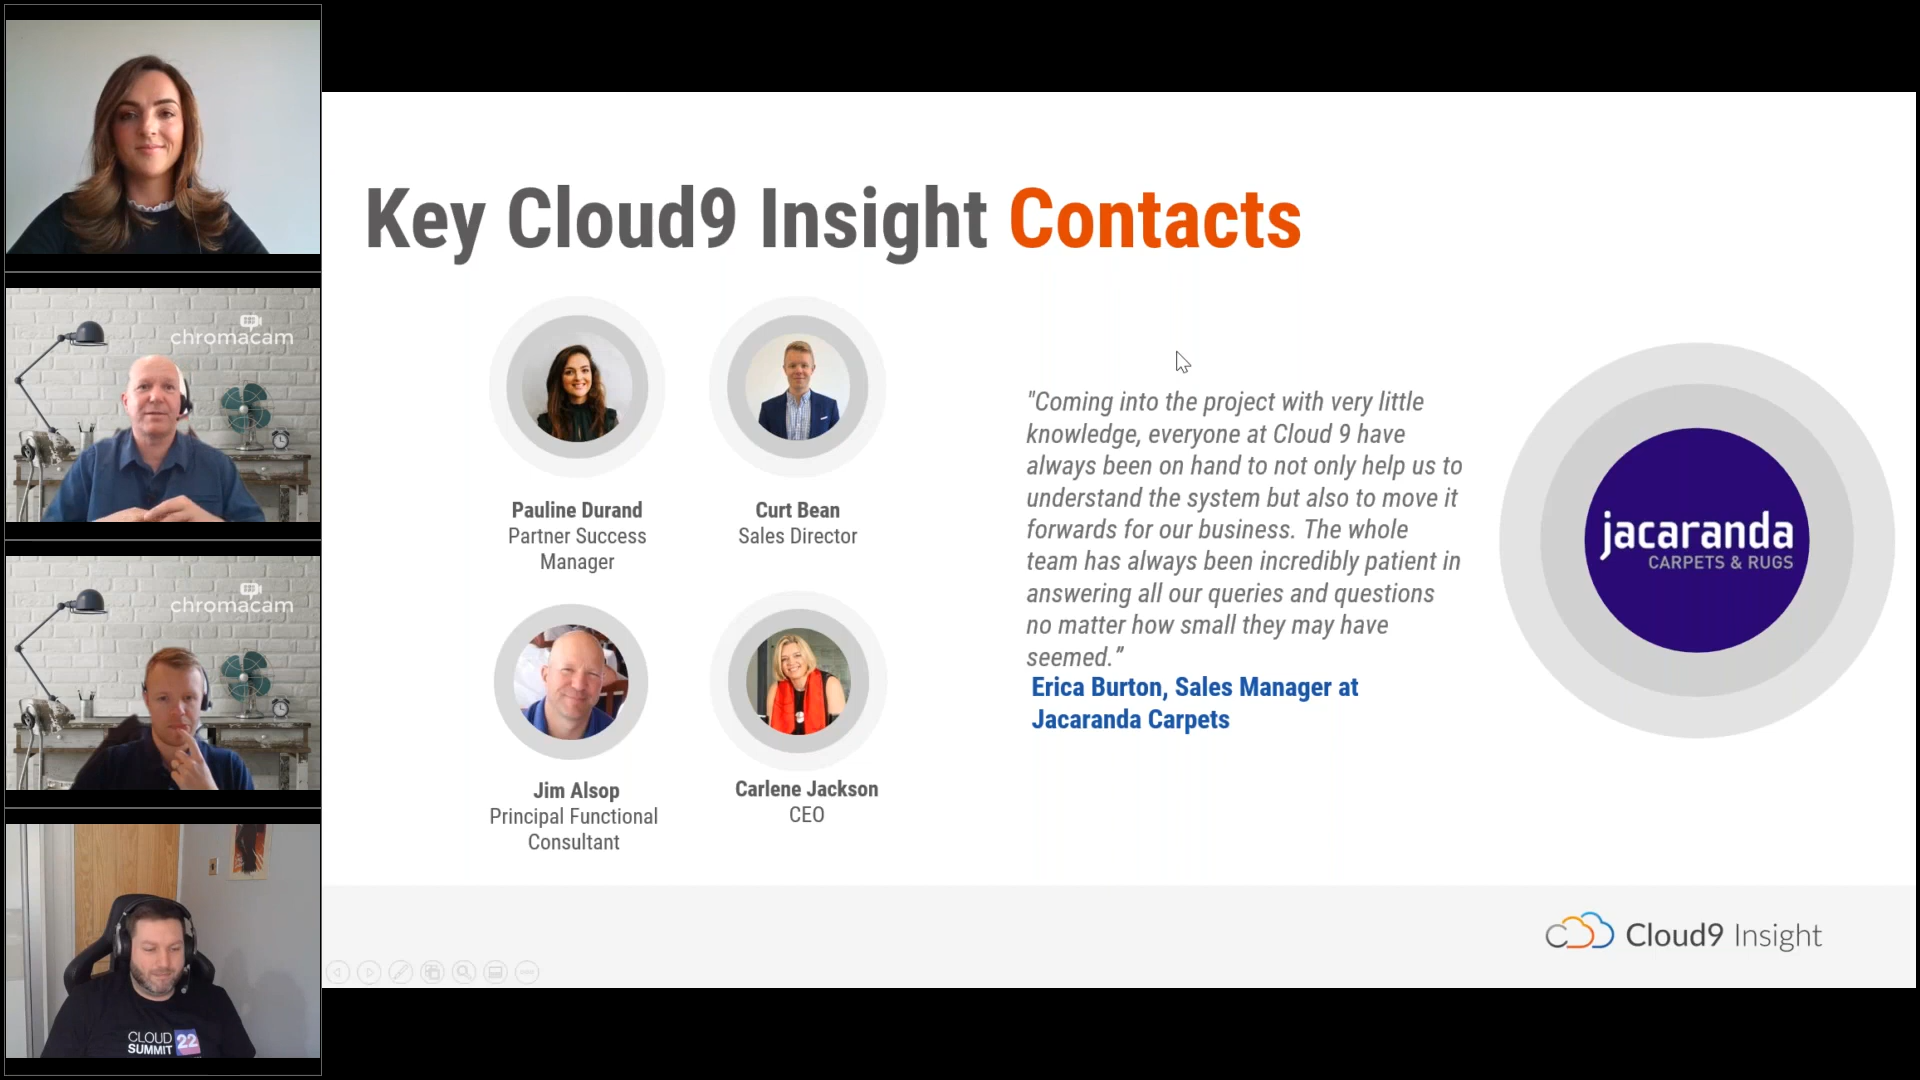 chromacam
chromacam
CLOUD
SUMMIT 22
Key Cloud9 Insight Contacts
Pauline Durand
Partner Success
Manager
Curt Bean
Sales Director
Jim Alsop
Principal Functional
Consultant
Carlene Jackson
CEO
"Coming into the project with very little
knowledge, everyone at Cloud 9 have
always been on hand to not only help us to
understand the system but also to move it
forwards for our business. The whole
team has always been incredibly patient in
answering all our queries and questions
no matter how small they may have
seemed.”
Erica Burton, Sales Manager at
Jacaranda Carpets
jacaranda
CARPETS & RUGS
Cloud9 Insight